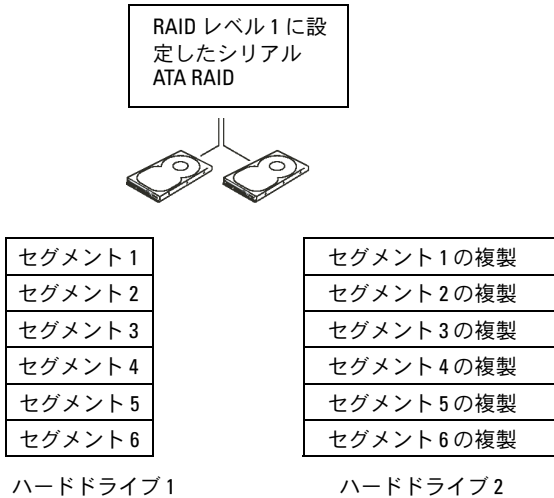 RAID レベル 1 に設
定したシリアル
ATA RAID
セグメント 1
セグメント 2
セグメント 3
セグメント 4
セグメント 5
セグメント 6
ハードドライブ 1
セグメント 1 の複製
セグメント 2 の複製
セグメント 3 の複製
セグメント 4 の複製
セグメント 5 の複製
セグメント 6 の複製
ハードドライブ 2